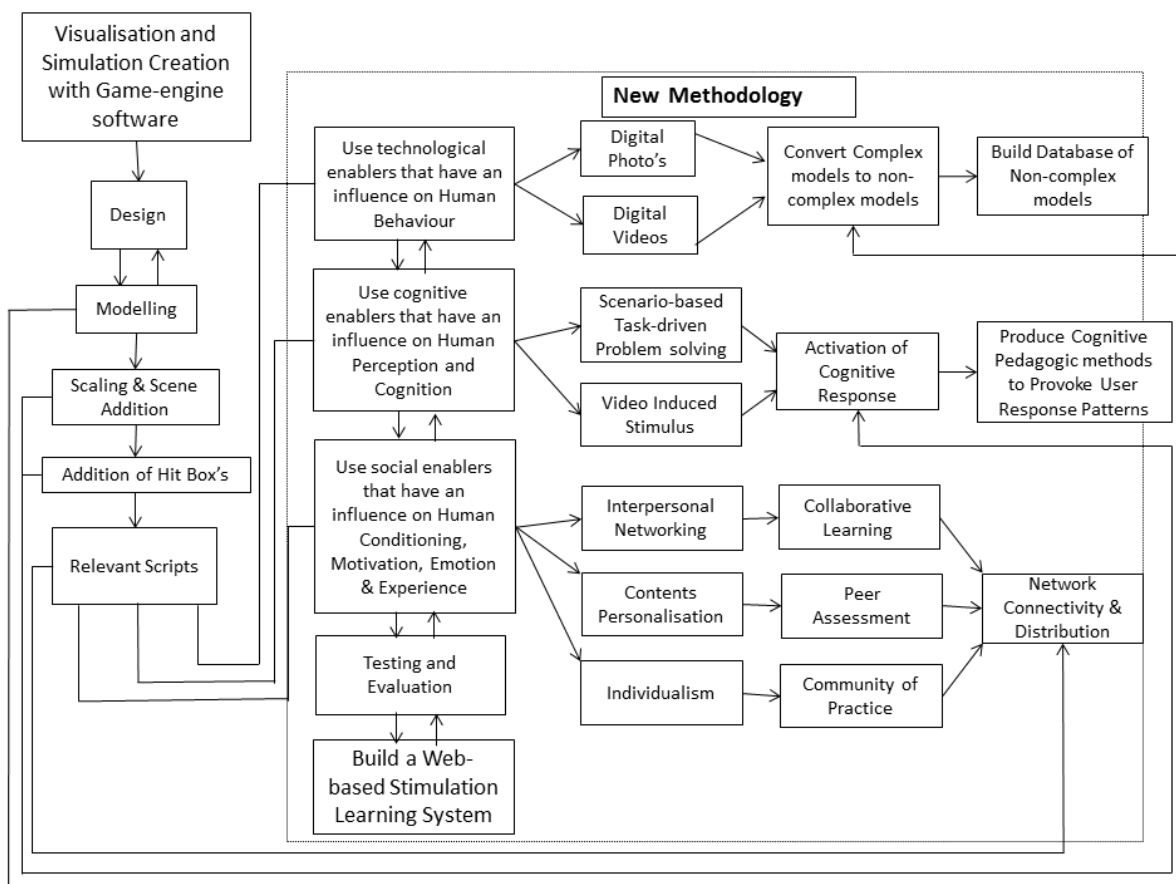 Visualisation and
Simulation Creation
with Game-engine
software
Design
Modelling
Scaling & Scene
Addition
Addition of Hit Box's
Relevant Scripts
New Methodology
Use technological
enablers that have an
influence on Human
Behaviour
Digital
Photo's
Digital
Videos
Convert Complex
models to non-
complex models
Build Database of
Non-complex
models
Use cognitive
enablers that have an
influence on Human
Perception and
Cognition
Scenario-based
Task-driven
Problem solving
Video Induced
Stimulus
Activation of
Cognitive
Response
Produce Cognitive
Pedagogic methods
to Provoke User
Response Patterns
Use social enablers
that have an
influence on Human
Conditioning,
Motivation, Emotion
& Experience
Interpersonal
Networking
Collaborative
Learning
Contents
Personalisation
Peer
Assessment
Individualism
Community of
Practice
Network
Connectivity &
Distribution
Testing and
Evaluation
Build a Web-
based Stimulation
Learning System